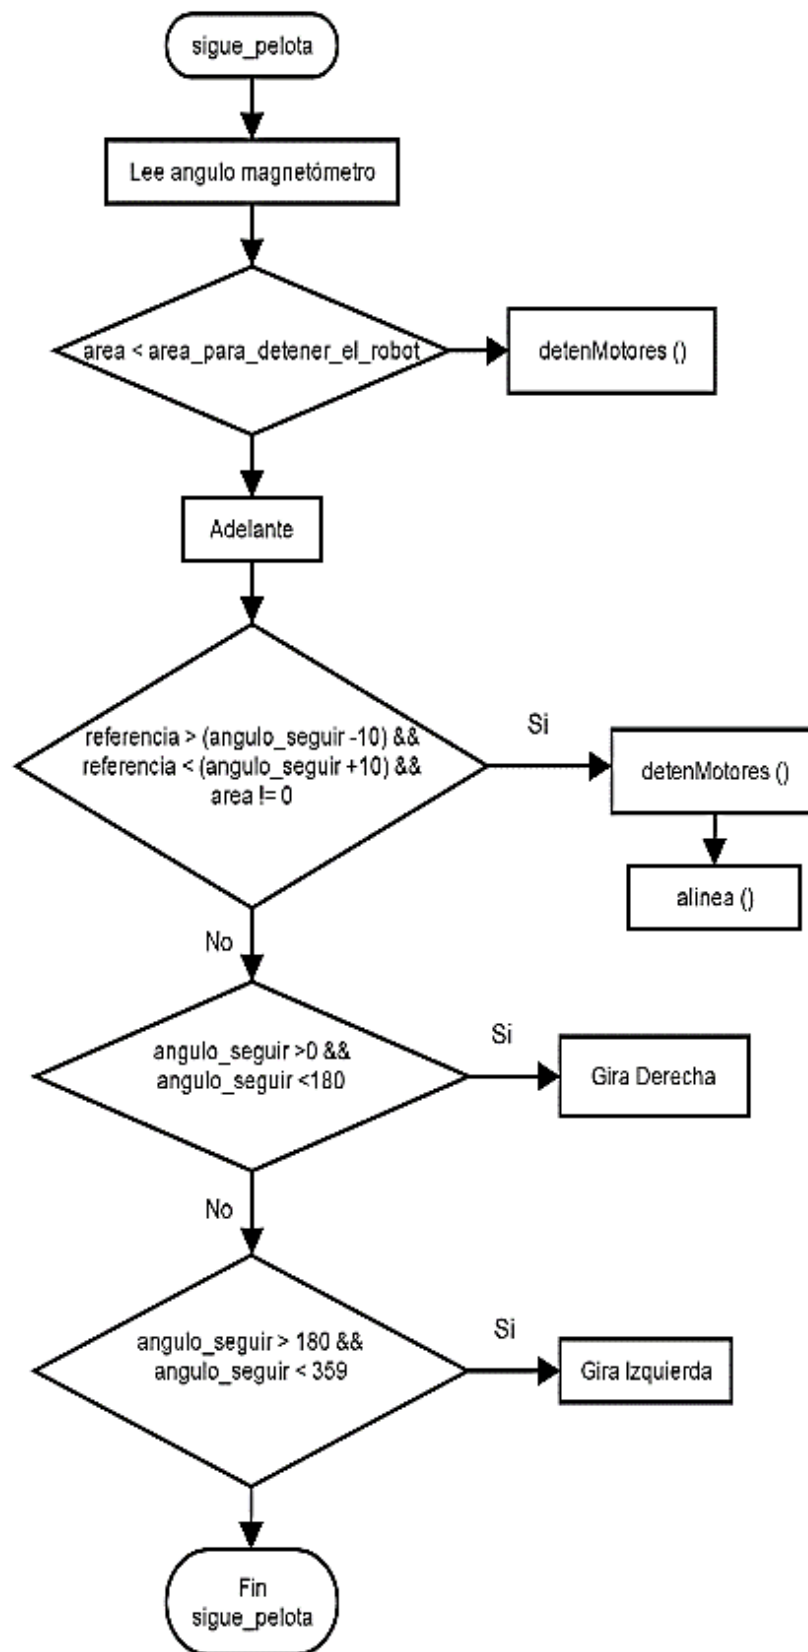 sigue_pelota
Lee angulo magnetómetro
area < area_para_detener_el_robot
detenMotores ()
Adelante
referencia > (angulo_seguir -10) &&
referencia < (angulo_seguir +10) &&
area != 0
Si
detenMotores ()
alinea ()
No
angulo_seguir >0 &&
angulo_seguir <180
Si
Gira Derecha
No
angulo_seguir > 180 &&
angulo_seguir < 359
Si
Gira Izquierda
Fin
sigue_pelota